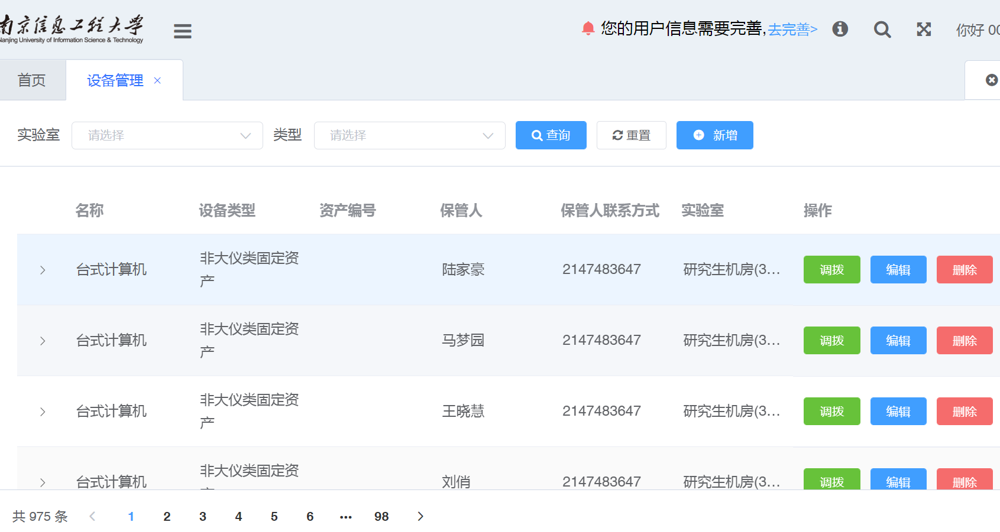 南京信息工程大学
Nanjing University of Information Science & Technology
您的用户信息需要完善,去完善>
你好 00
首页
设备管理 ×
实验室 请选择 类型 请选择 查询 重置 新增
名称 设备类型 资产编号 保管人 保管人联系方式 实验室 操作
台式计算机 非大仪类固定资产 陆家豪 2147483647 研究生机房(3... 调拨 编辑 删除
台式计算机 非大仪类固定资产 马梦园 2147483647 研究生机房(3... 调拨 编辑 删除
台式计算机 非大仪类固定资产 王晓慧 2147483647 研究生机房(3... 调拨 编辑 删除
台式计算机 非大仪类固定资 刘俏 2147483647 研究生机房(3... 调拨 编辑 删除
共 975 条 < 1 2 3 4 5 6 ... 98 >